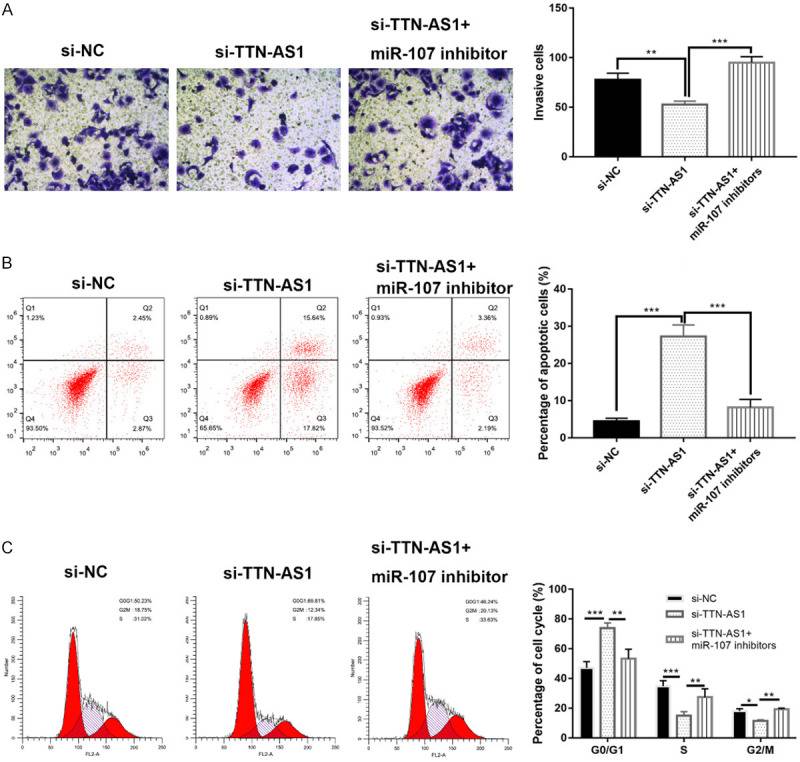 A
si-NC
si-TTN-AS1
si-TTN-AS1+
miR-107 inhibitor
Invasive cells
150
100
50
0
**
***
si-NC
si-TTN-AS1
si-TTN-AS1+
miR-107 inhibitors
B
si-NC
si-TTN-AS1
si-TTN-AS1+
miR-107 inhibitor
Q1
1.23%
Q2
2.45%
Q4
93.50%
Q3
2.87%
Q1
0.89%
Q2
15.64%
Q4
65.65%
Q3
17.82%
Q1
0.93%
Q2
3.36%
Q4
93.52%
Q3
2.19%
Percentage of apoptotic cells (%)
40
30
20
10
0
***
***
si-NC
si-TTN-AS1
si-TTN-AS1+
miR-107 inhibitors
C
si-NC
si-TTN-AS1
si-TTN-AS1+
miR-107 inhibitor
G0G1:50.23%
G2M :18.75%
S :31.02%
Number
FL2-A
G0G1:69.81%
G2M :12.34%
S :17.85%
FL2-A
G0G1:46.24%
G2M :20.13%
S :33.63%
Number
FL2-A
Percentage of cell cycle (%)
100
80
60
40
20
0
si-NC
si-TTN-AS1
si-TTN-AS1+
miR-107 inhibitors
*** **
*** **
* **
G0/G1 S G2/M